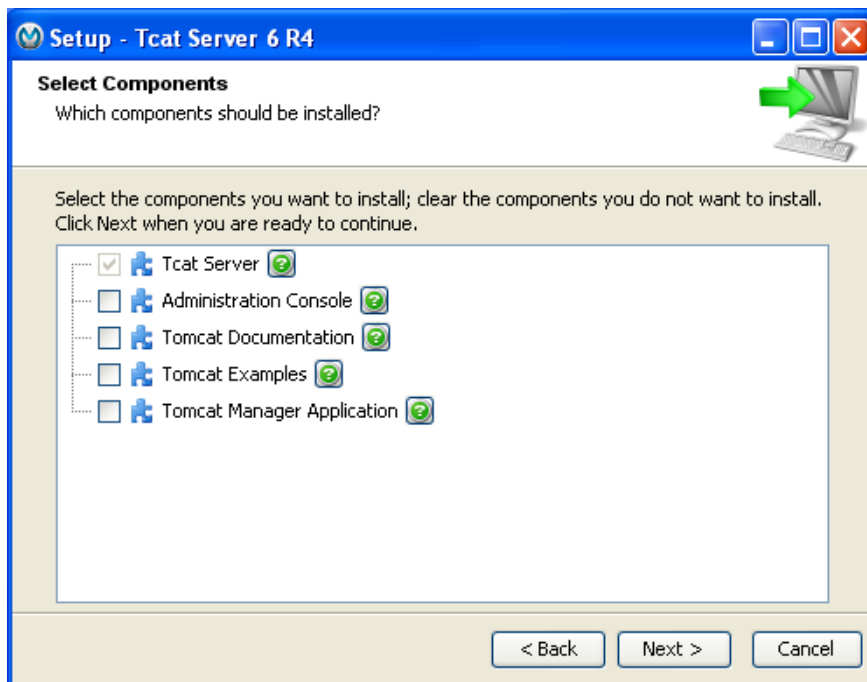 Setup - Tcat Server 6 R4
Select Components
Which components should be installed?
Select the components you want to install; clear the components you do not want to install.
Click Next when you are ready to continue.
Tcat Server
Administration Console
Tomcat Documentation
Tomcat Examples
Tomcat Manager Application
< Back Next > Cancel